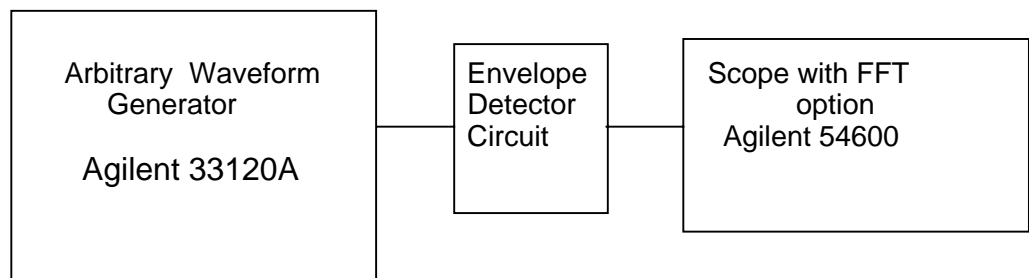 Arbitrary Waveform
Generator
Agilent 33120A
Envelope
Detector
Circuit
Scope with FFT
option
Agilent 54600